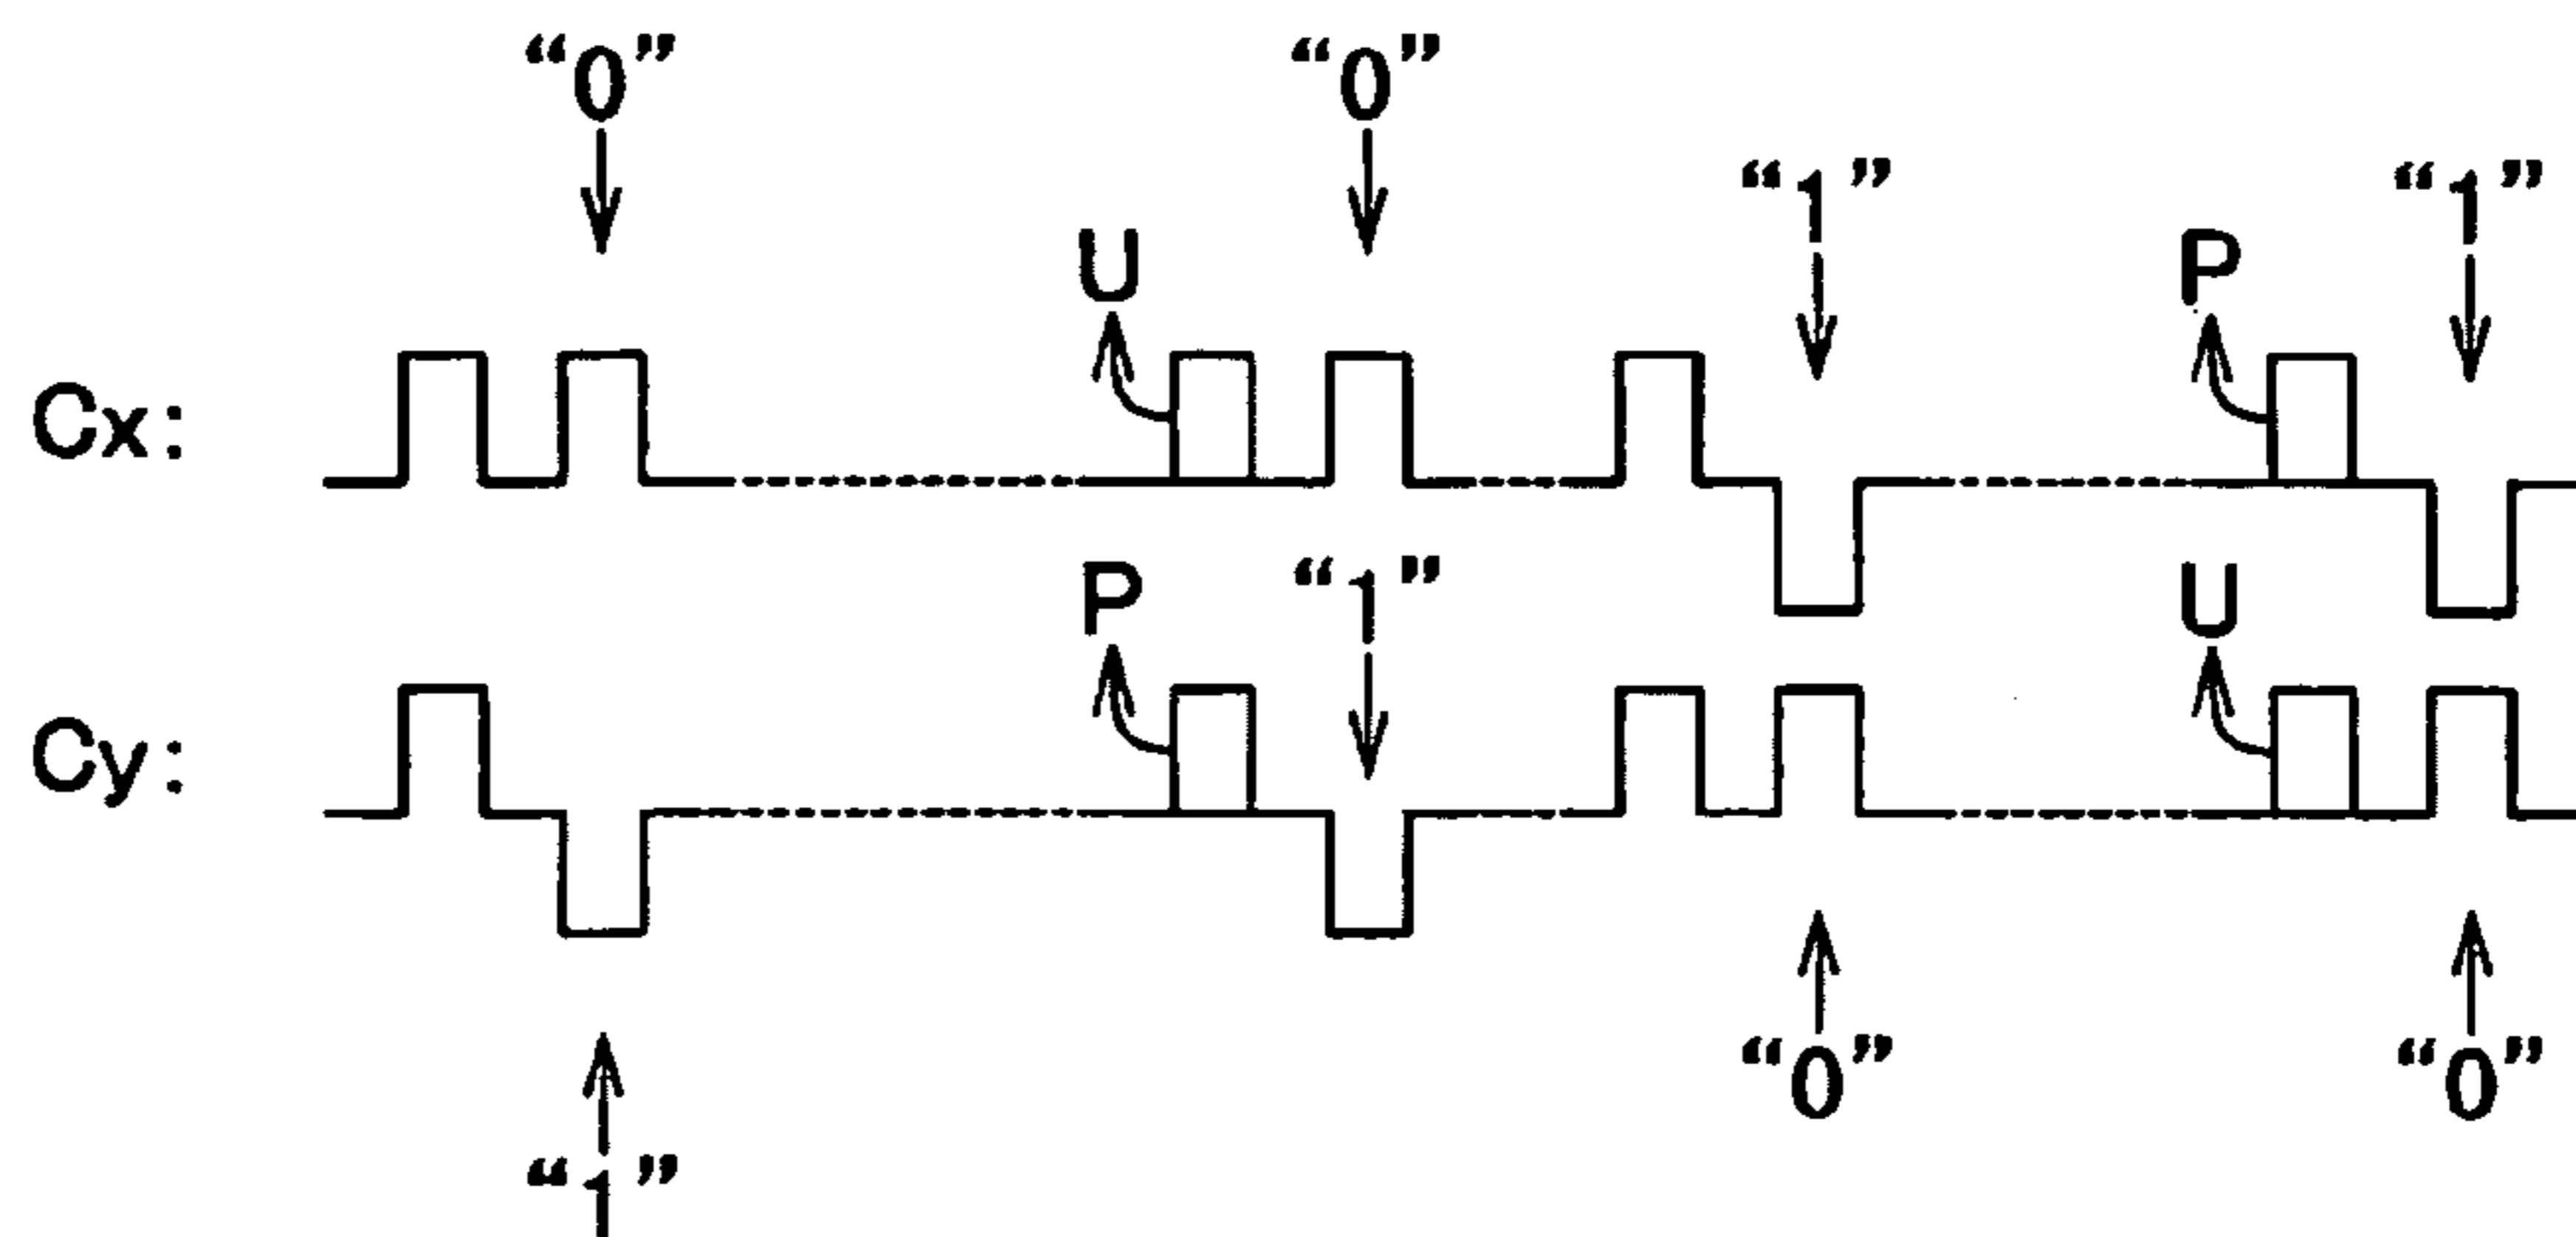 “0” “0”
“1” “1”
U P
Cx:
“1”
P U
Cy:
“0” “0”
“1”